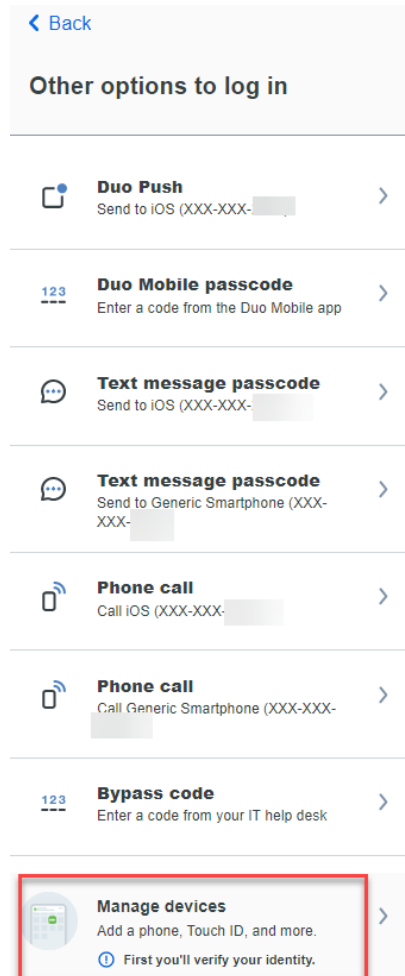 Back
Other options to log in
Duo Push
Send to iOS (XXX-XXX-
123
Duo Mobile passcode
Enter a code from the Duo Mobile app
Text message passcode
Send to iOS (XXX-XXX-
Text message passcode
Send to Generic Smartphone (XXX-
XXX-
Phone call
Call iOS (XXX-XXX-
Phone call
Call Generic Smartphone (XXX-XXX-
123
Bypass code
Enter a code from your IT help desk
Manage devices
Add a phone, Touch ID, and more.
First you'll verify your identity.